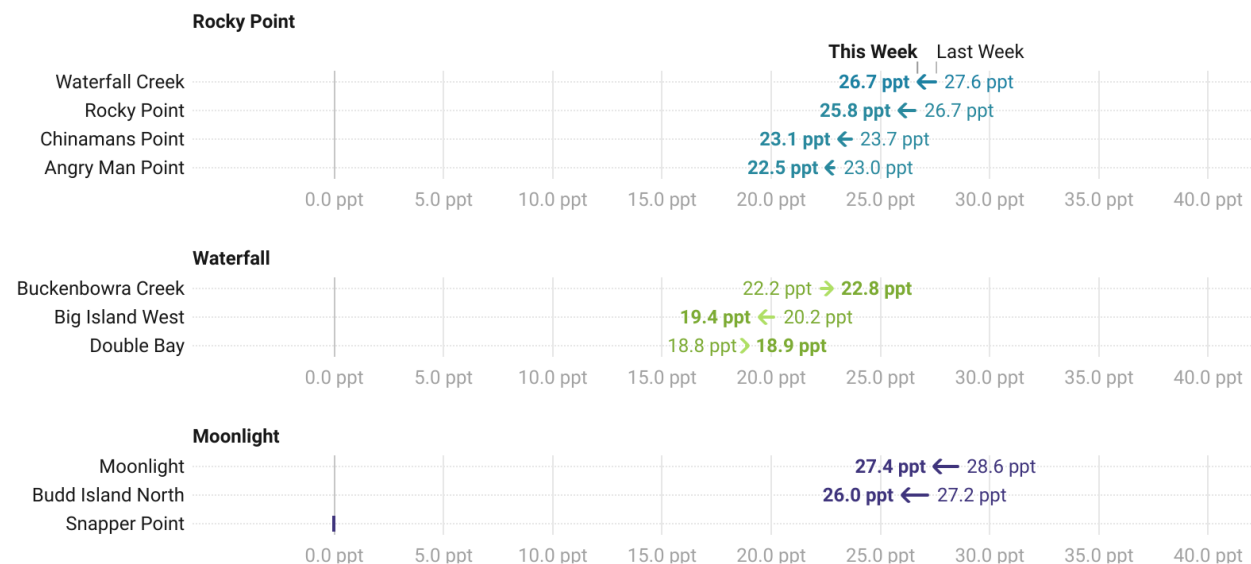 Rocky Point
This Week Last Week
Waterfall Creek 26.7 ppt 27.6 ppt
Rocky Point 25.8 ppt 26.7 ppt
Chinamans Point 23.1 ppt 23.7 ppt
Angry Man Point 22.5 ppt 23.0 ppt
0.0 ppt 5.0 ppt 10.0 ppt 15.0 ppt 20.0 ppt 25.0 ppt 30.0 ppt 35.0 ppt 40.0 ppt
Waterfall
Buckenbowra Creek 22.2 ppt 22.8 ppt
Big Island West 19.4 ppt 20.2 ppt
Double Bay 18.8 ppt 18.9 ppt
0.0 ppt 5.0 ppt 10.0 ppt 15.0 ppt 20.0 ppt 25.0 ppt 30.0 ppt 35.0 ppt 40.0 ppt
Moonlight
Moonlight 27.4 ppt 28.6 ppt
Budd Island North 26.0 ppt 27.2 ppt
Snapper Point
0.0 ppt 5.0 ppt 10.0 ppt 15.0 ppt 20.0 ppt 25.0 ppt 30.0 ppt 35.0 ppt 40.0 ppt